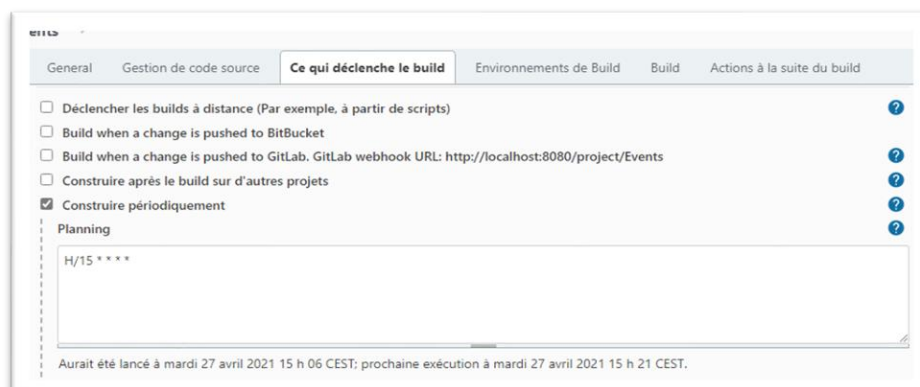 ents
General Gestion de code source Ce qui déclenche le build Environnements de Build Build Actions à la suite du build
Déclencher les builds à distance (Par exemple, à partir de scripts)
Build when a change is pushed to BitBucket
Build when a change is pushed to GitLab. GitLab webhook URL: http://localhost:8080/project/Events
Construire après le build sur d'autres projets
Construire périodiquement
Planning
H/15 * * * *
Aurait été lancé à mardi 27 avril 2021 15 h 06 CEST; prochaine exécution à mardi 27 avril 2021 15 h 21 CEST.